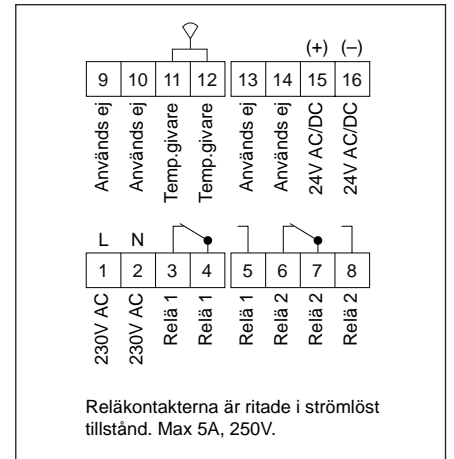 (+) (–)
9 10 11 12 13 14 15 16
Används ej Används ej Temp.givare Temp.givare Används ej Används ej 24V AC/DC 24V AC/DC
L N
1 2 3 4 5 6 7 8
230V AC 230V AC Relä 1 Relä 1 Relä 1 Relä 2 Relä 2 Relä 2
Reläkontakterna är ritade i strömlöst
tillstånd. Max 5A, 250V.